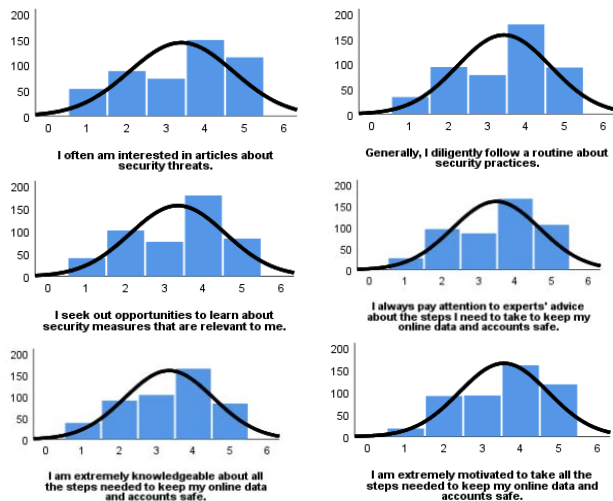 200
150
100
50
0
0 1 2 3 4 5 6
I often am interested in articles about
security threats.
200
150
100
50
0
0 1 2 3 4 5 6
Generally, I diligently follow a routine about
security practices.
200
150
100
50
0
0 1 2 3 4 5 6
I seek out opportunities to learn about
security measures that are relevant to me.
200
150
100
50
0
0 1 2 3 4 5 6
I always pay attention to experts' advice
about the steps I need to take to keep my
online data and accounts safe.
200
150
100
50
0
0 1 2 3 4 5 6
I am extremely knowledgeable about all
the steps needed to keep my online data
and accounts safe.
200
150
100
50
0
0 1 2 3 4 5 6
I am extremely motivated to take all the
steps needed to keep my online data and
accounts safe.